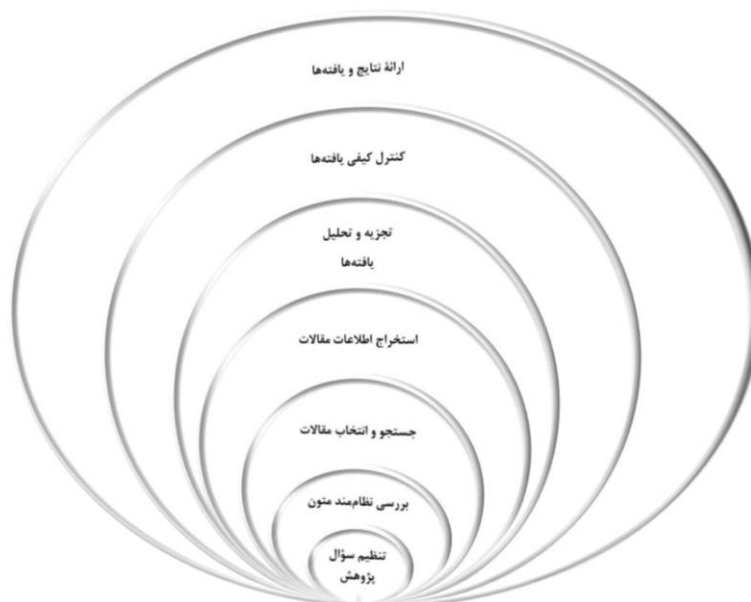 ارائۀ نتایج و یافته‌ها
کنترل کیفی یافته‌ها
تجزیه و تحلیل
یافته‌ها
استخراج اطلاعات مقالات
جستجو و انتخاب مقالات
بررسی نظام‌مند متون
تنظیم سؤال
پژوهش